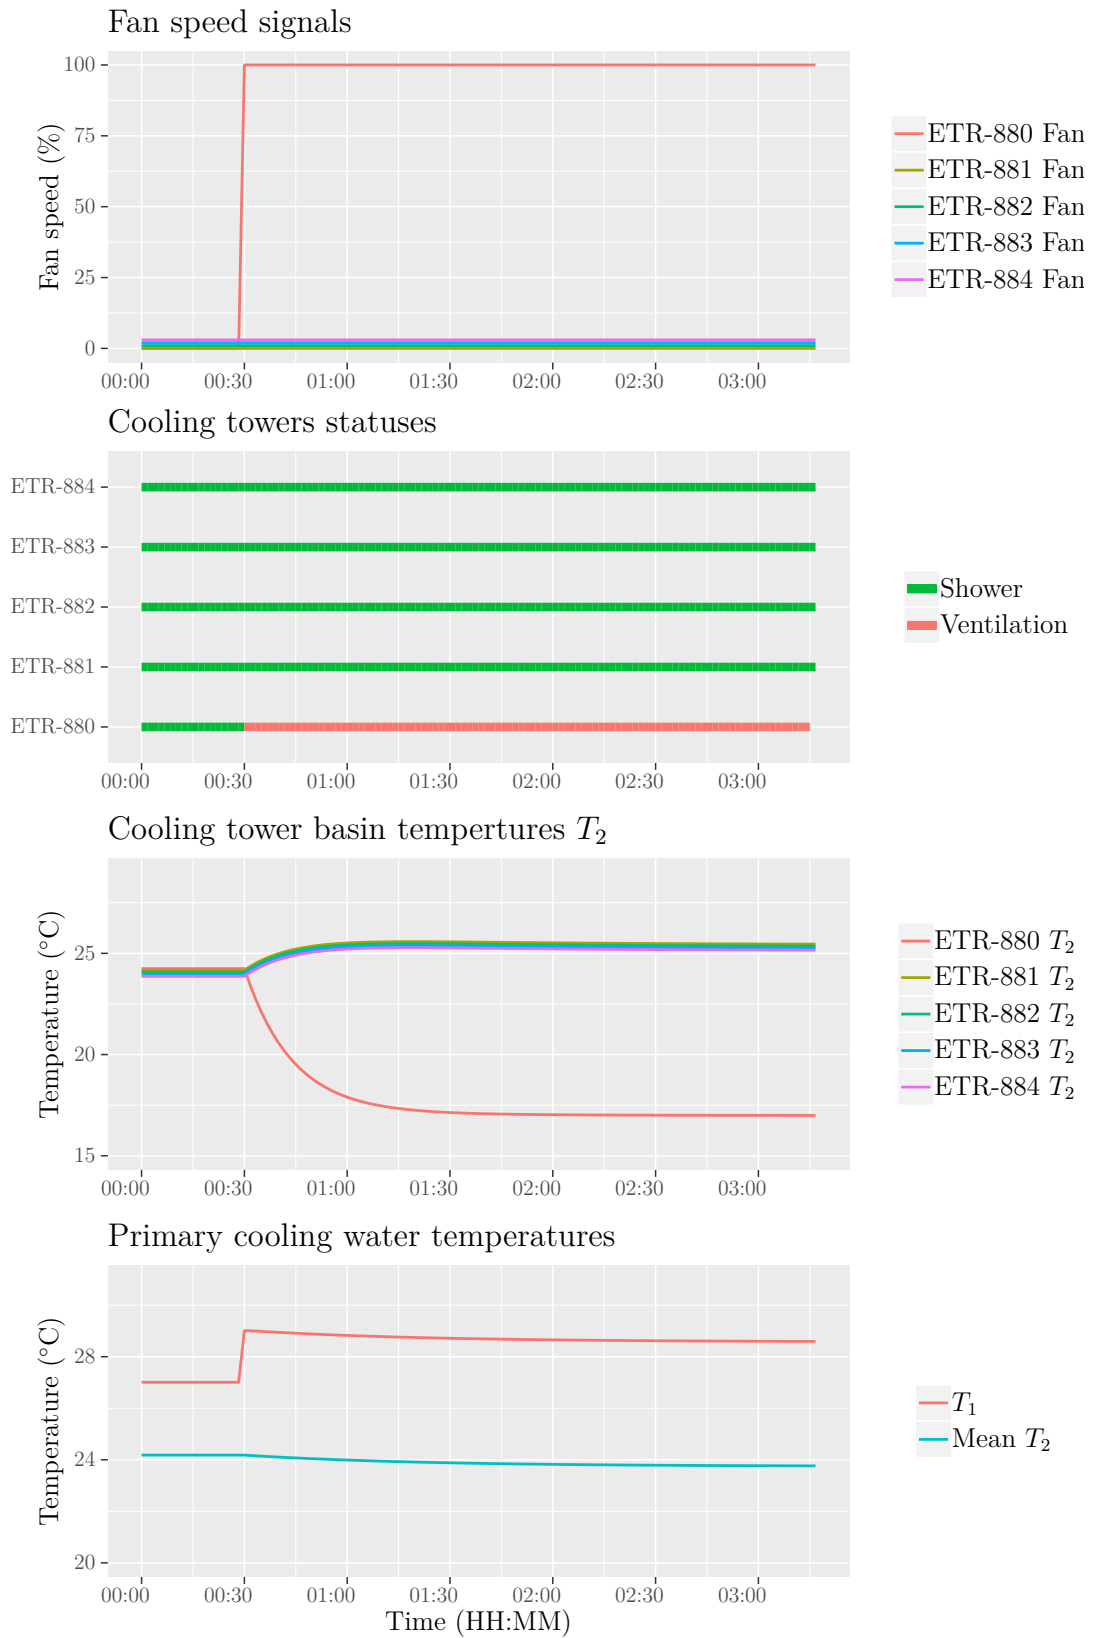 Fan speed signals
Fan speed (%)
100
75
50
25
0
00:00 00:30 01:00 01:30 02:00 02:30 03:00
ETR-880 Fan
ETR-881 Fan
ETR-882 Fan
ETR-883 Fan
ETR-884 Fan
Cooling towers statuses
ETR-884
ETR-883
ETR-882
ETR-881
ETR-880
00:00 00:30 01:00 01:30 02:00 02:30 03:00
Shower
Ventilation
Cooling tower basin tempertures T₂
Temperature (°C)
25
20
15
00:00 00:30 01:00 01:30 02:00 02:30 03:00
ETR-880 T₂
ETR-881 T₂
ETR-882 T₂
ETR-883 T₂
ETR-884 T₂
Primary cooling water temperatures
Temperature (°C)
28
24
20
00:00 00:30 01:00 01:30 02:00 02:30 03:00
Time (HH:MM)
T₁
Mean T₂